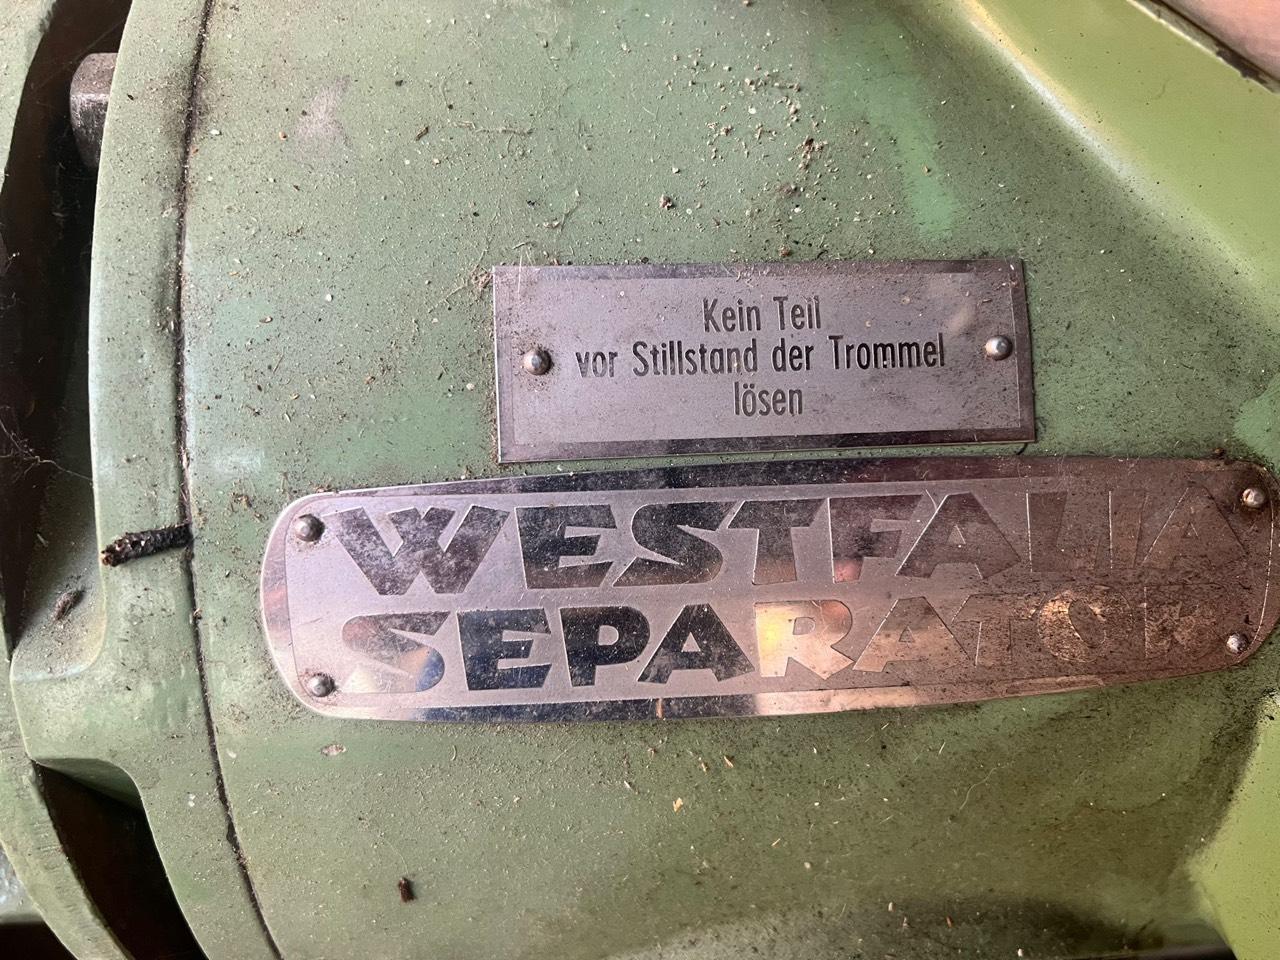 Kein Teil
vor Stillstand der Trommel
lösen
WESTFALIA
SEPARATOR